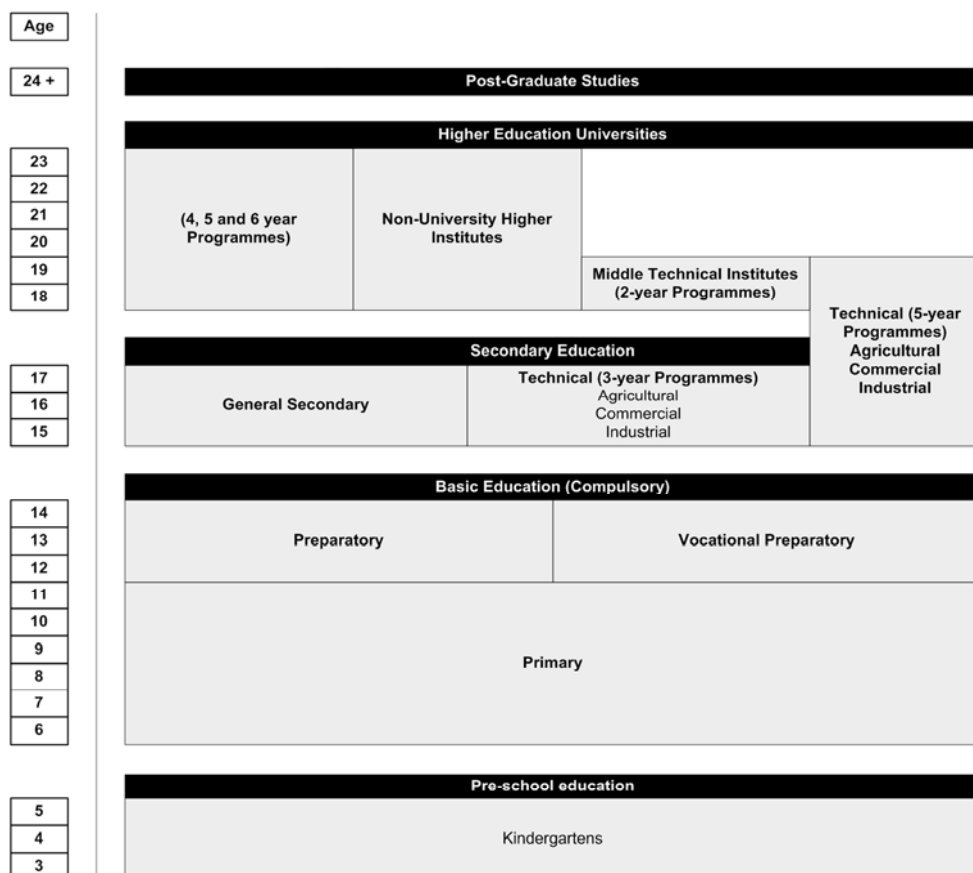 Age
24 +
Post-Graduate Studies
Higher Education Universities
23
22
21
20
19
18
(4, 5 and 6 year
Programmes)
Non-University Higher
Institutes
Middle Technical Institutes
(2-year Programmes)
Technical (5-year
Programmes)
Agricultural
Commercial
Industrial
Secondary Education
17
16
15
General Secondary
Technical (3-year Programmes)
Agricultural
Commercial
Industrial
Basic Education (Compulsory)
14
13
12
11
10
9
8
7
6
Preparatory
Vocational Preparatory
Primary
Pre-school education
5
4
3
Kindergartens